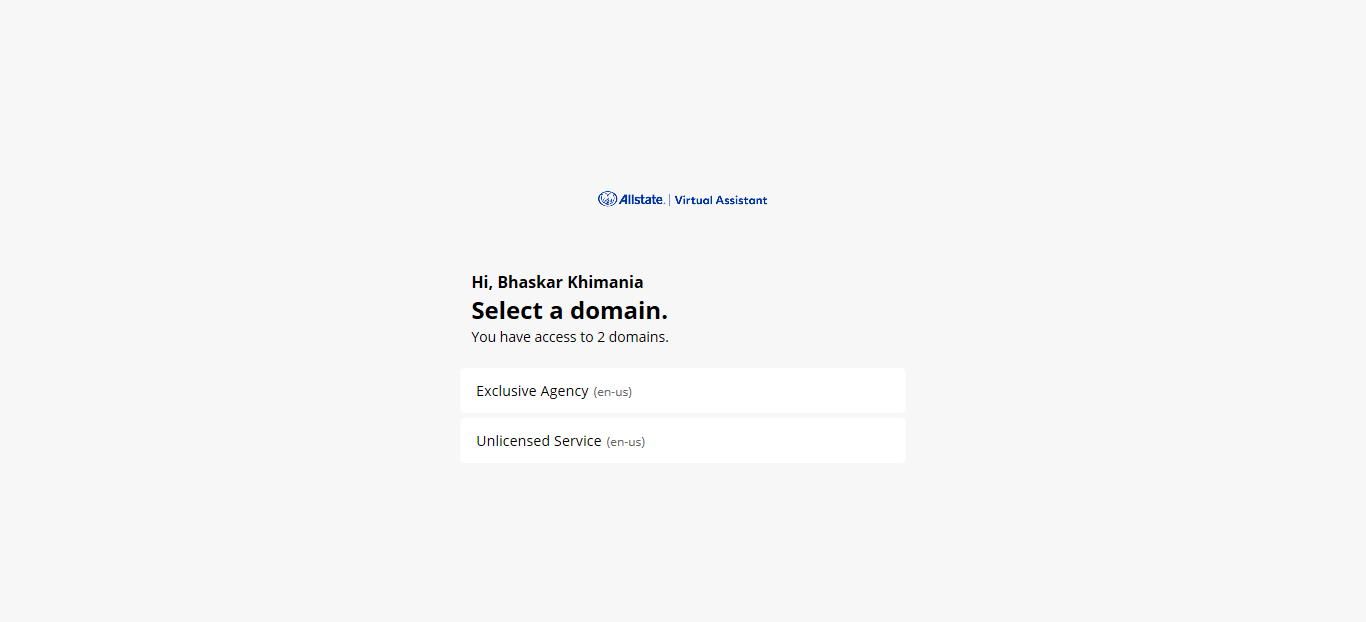 Allstate. | Virtual Assistant
Hi, Bhaskar Khimania
Select a domain.
You have access to 2 domains.
Exclusive Agency (en-us)
Unlicensed Service (en-us)